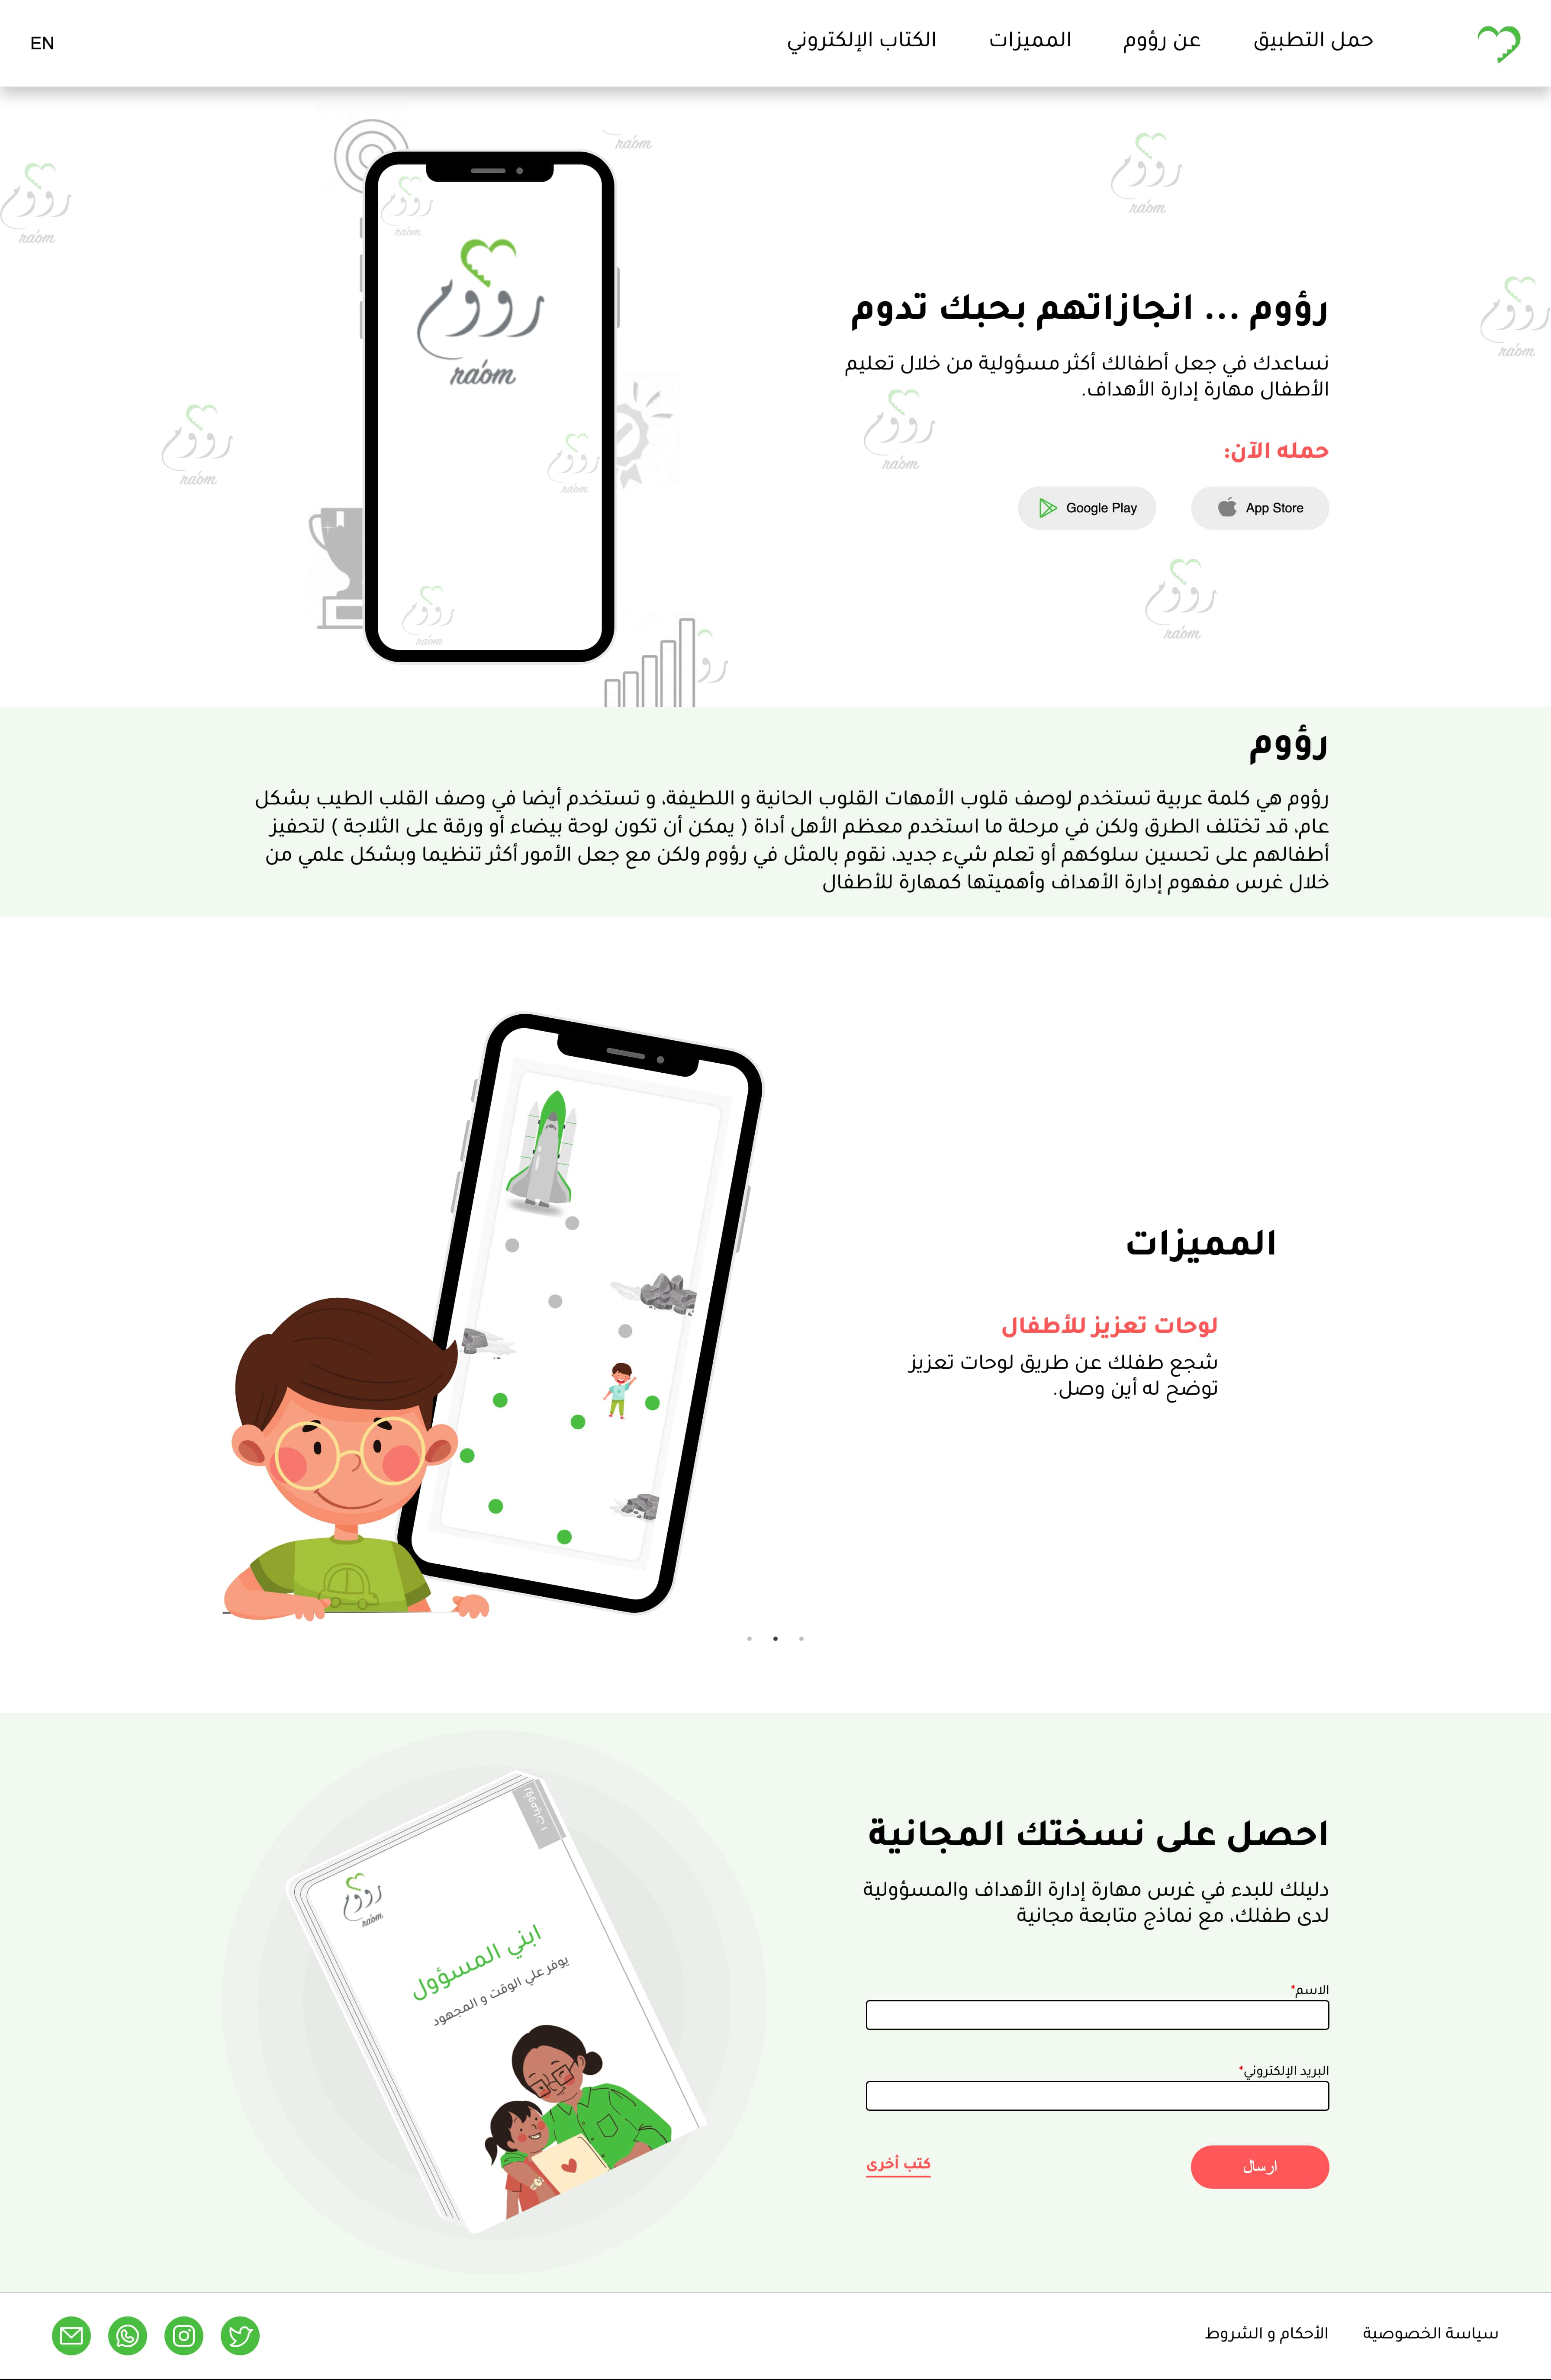 حمل التطبيق
عن رؤوم
المميزات
الكتاب الإلكتروني
EN
رؤوم
ra'om
رؤوم ... انجازاتهم بحبك تدوم
نساعدك في جعل أطفالك أكثر مسؤولية من خلال تعليم
الأطفال مهارة إدارة الأهداف.
حمله الآن:
App Store
Google Play
رؤوم
رؤوم هي كلمة عربية تستخدم لوصف قلوب الأمهات القلوب الحانية و اللطيفة، و تستخدم أيضا في وصف القلب الطيب بشكل
عام، قد تختلف الطرق ولكن في مرحلة ما استخدم معظم الأهل أداة ( يمكن أن تكون لوحة بيضاء أو ورقة على الثلاجة ) لتحفيز
أطفالهم على تحسين سلوكهم أو تعلم شيء جديد، نقوم بالمثل في رؤوم ولكن مع جعل الأمور أكثر تنظيما وبشكل علمي من
خلال غرس مفهوم إدارة الأهداف وأهميتها كمهارة للأطفال
المميزات
لوحات تعزيز للأطفال
شجع طفلك عن طريق لوحات تعزيز
توضح له أين وصل.
احصل على نسختك المجانية
دليلك للبدء في غرس مهارة إدارة الأهداف والمسؤولية
لدى طفلك، مع نماذج متابعة مجانية
الاسم*
البريد الإلكتروني*
ارسال
كتب أخرى
رؤوميات ١
رووم
ra'om
ابني المسؤول
يوفر علي الوقت و المجهود
سياسة الخصوصية
الأحكام و الشروط